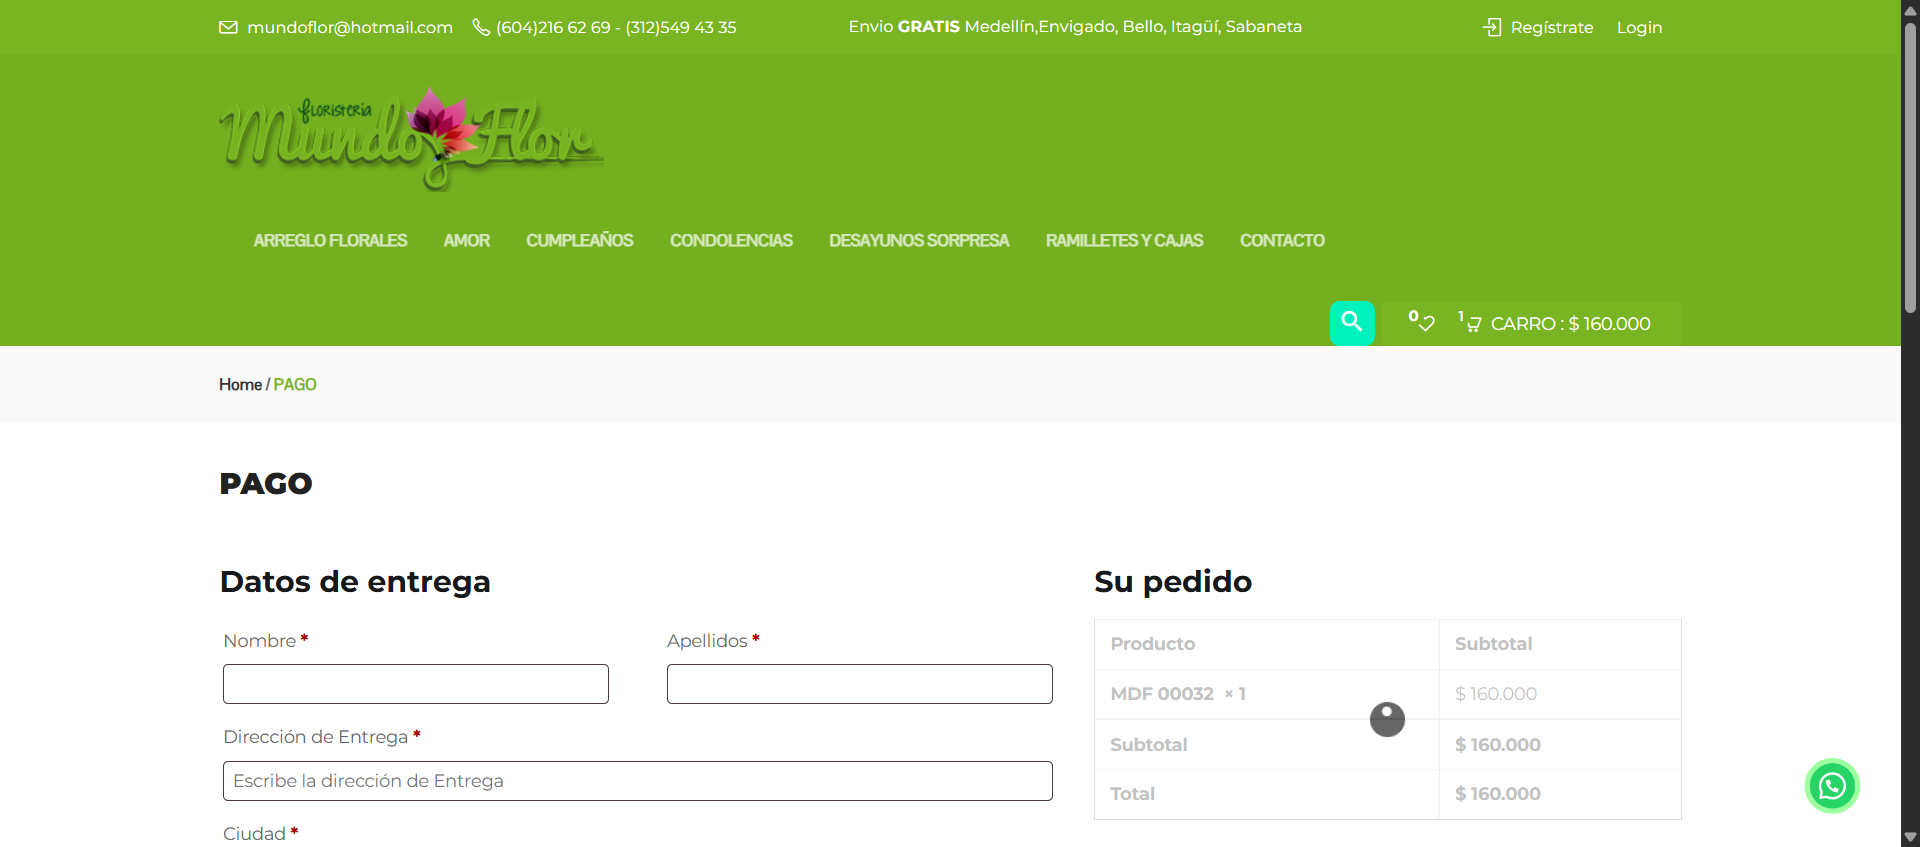 mundoflor@hotmail.com (604)216 62 69 - (312)549 43 35 Envio GRATIS Medellín,Envigado, Bello, Itagüí, Sabaneta Regístrate Login
floristeria
Mundo Flor
ARREGLO FLORALES AMOR CUMPLEAÑOS CONDOLENCIAS DESAYUNOS SORPRESA RAMILLETES Y CAJAS CONTACTO
0 1 CARRO : $ 160.000
Home / PAGO
PAGO
Datos de entrega
Nombre *
Apellidos *
Dirección de Entrega *
Escribe la dirección de Entrega
Ciudad *
Su pedido
Producto Subtotal
MDF 00032 × 1 $ 160.000
Subtotal $ 160.000
Total $ 160.000